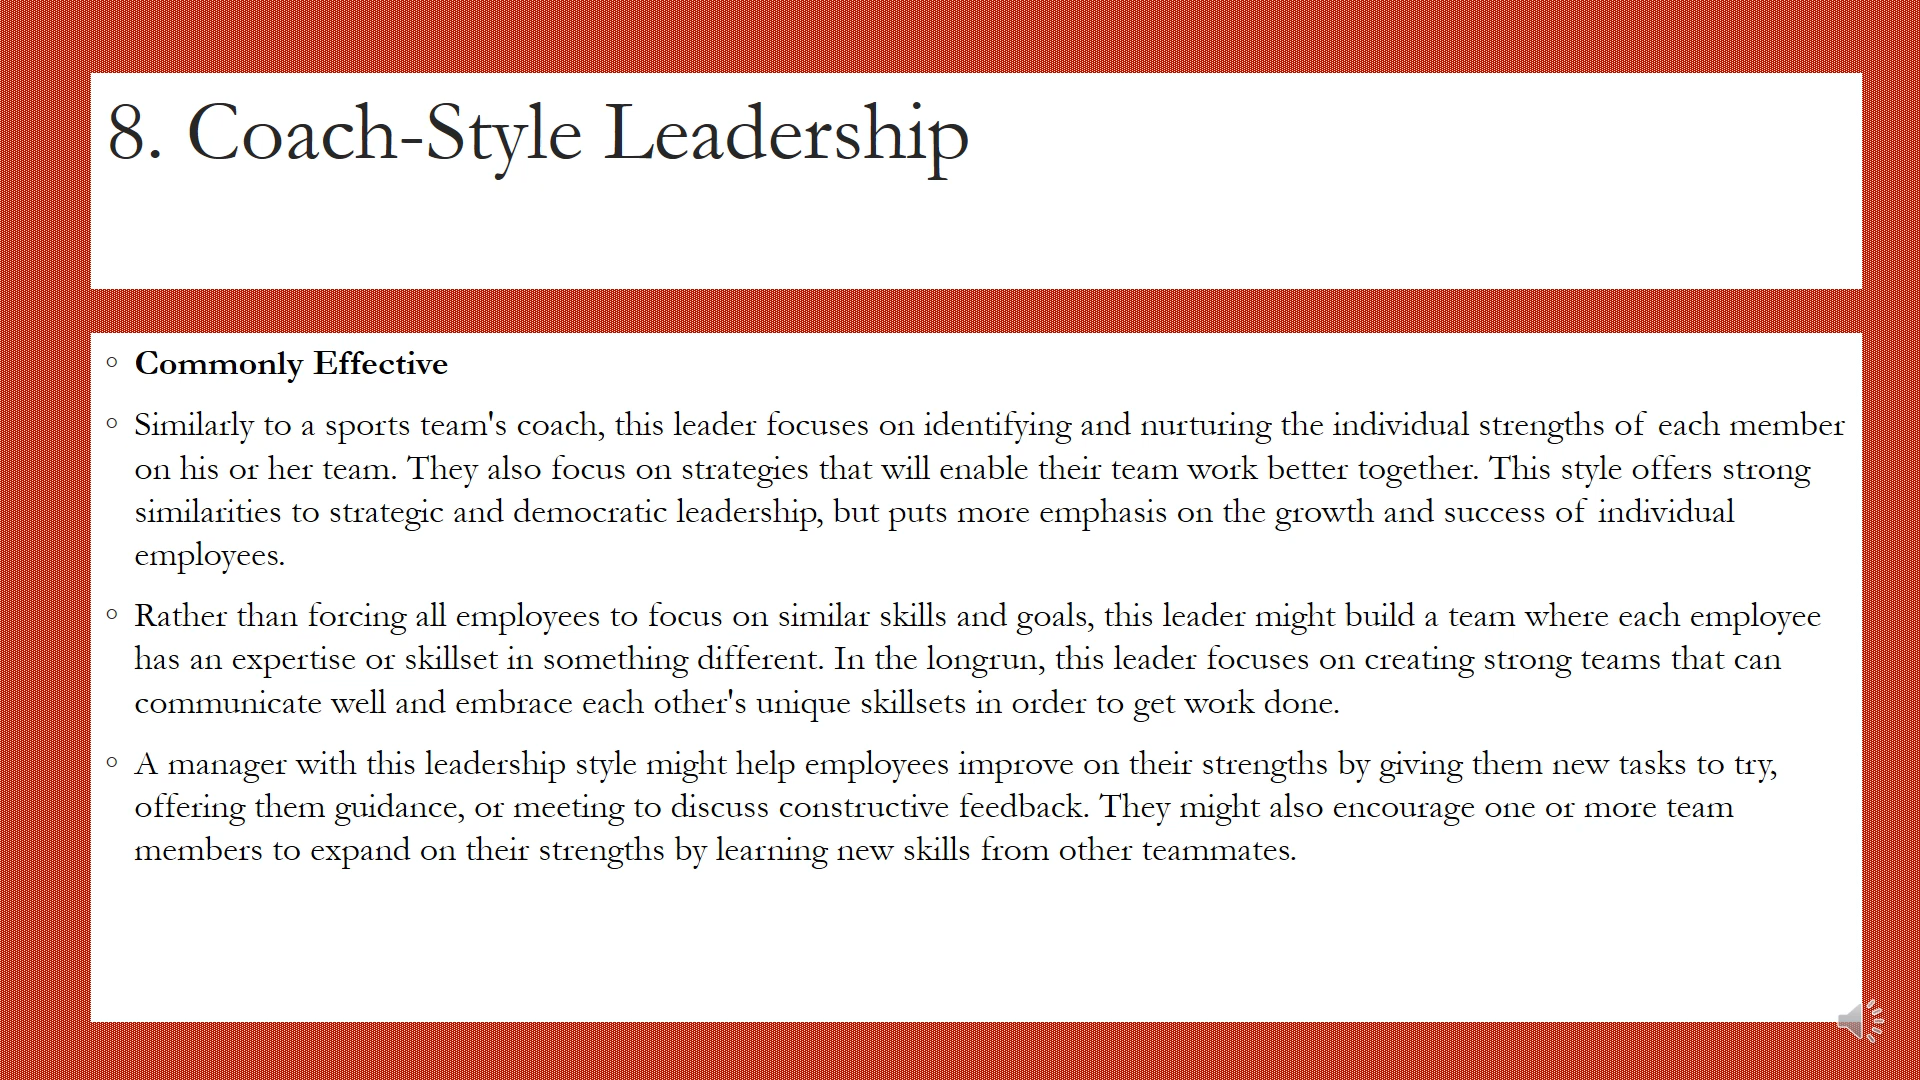 8. Coach-Style Leadership
◦ Commonly Effective
◦ Similarly to a sports team's coach, this leader focuses on identifying and nurturing the individual strengths of each member
on his or her team. They also focus on strategies that will enable their team work better together. This style offers strong
similarities to strategic and democratic leadership, but puts more emphasis on the growth and success of individual
employees.
◦ Rather than forcing all employees to focus on similar skills and goals, this leader might build a team where each employee
has an expertise or skillset in something different. In the longrun, this leader focuses on creating strong teams that can
communicate well and embrace each other's unique skillsets in order to get work done.
◦ A manager with this leadership style might help employees improve on their strengths by giving them new tasks to try,
offering them guidance, or meeting to discuss constructive feedback. They might also encourage one or more team
members to expand on their strengths by learning new skills from other teammates.